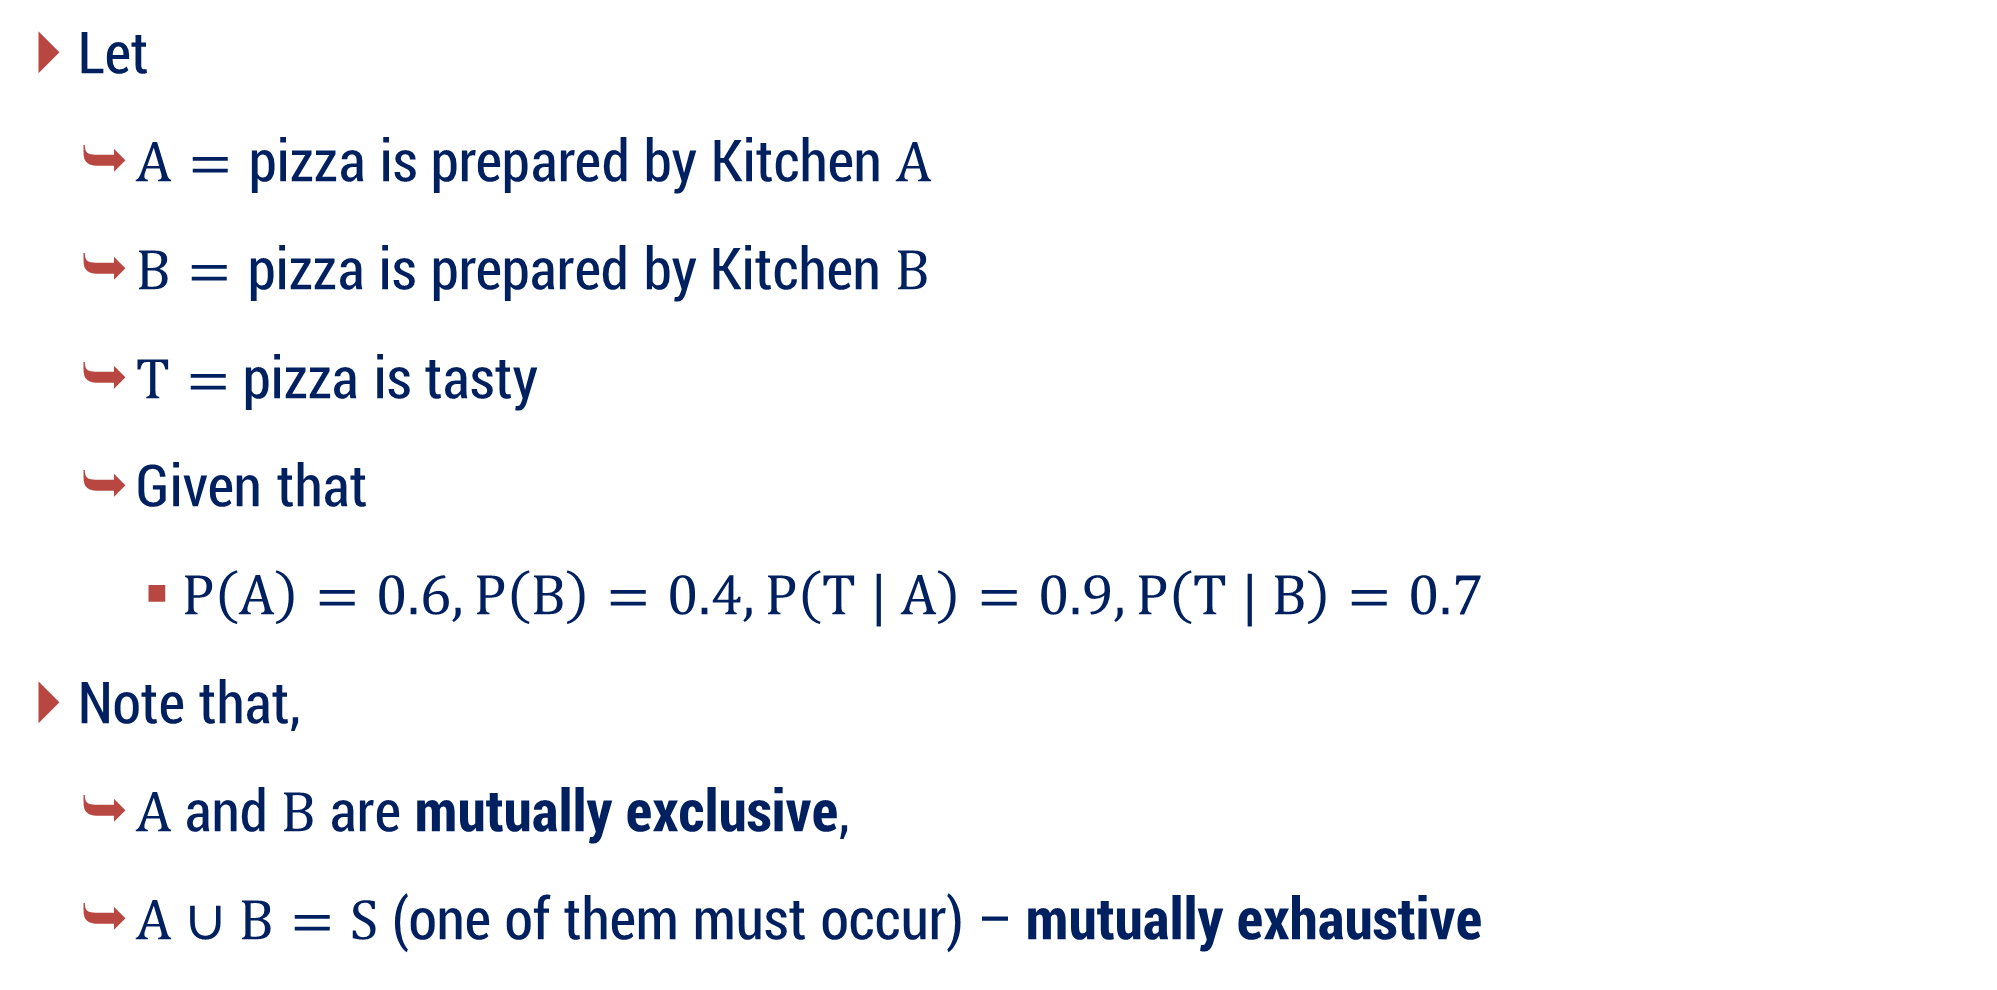 Let
A = pizza is prepared by Kitchen A
B = pizza is prepared by Kitchen B
T = pizza is tasty
Given that
P(A) = 0.6, P(B) = 0.4, P(T | A) = 0.9, P(T | B) = 0.7
Note that,
A and B are mutually exclusive,
A ∪ B = S (one of them must occur) – mutually exhaustive